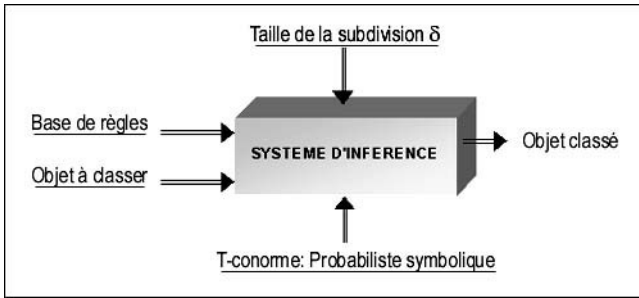 Taille de la subdivision δ
Base de règles
Objet à classer
SYSTEME D'INFERENCE
Objet classé
T-conorme: Probabiliste symbolique